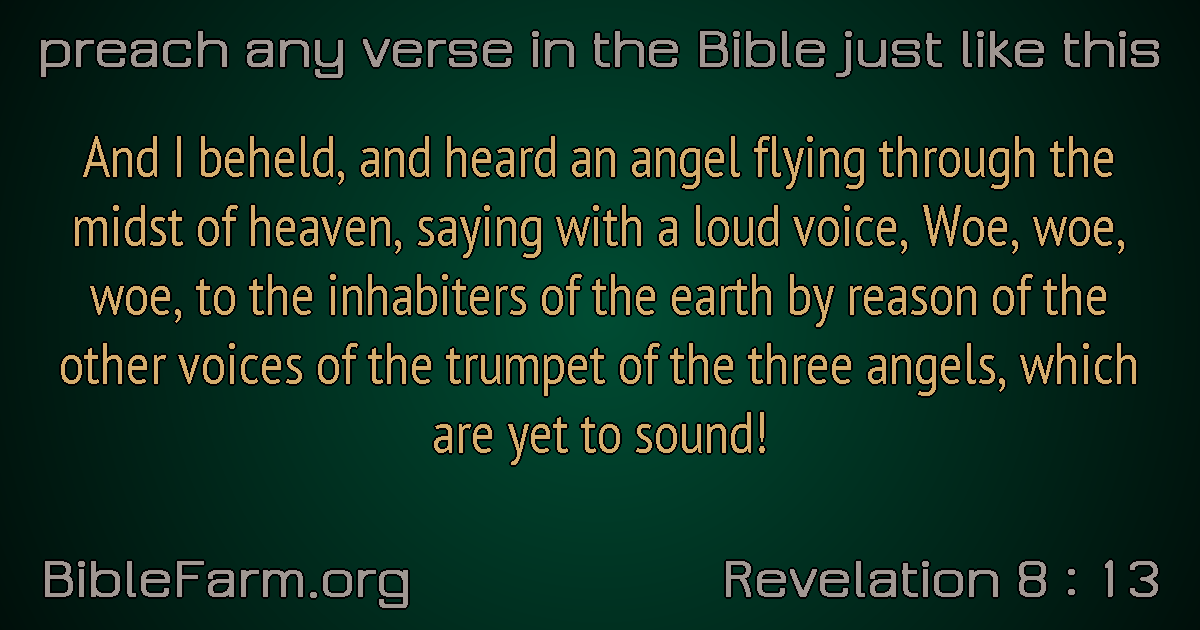 preach any verse in the Bible just like this
And I beheld, and heard an angel flying through the
midst of heaven, saying with a loud voice, Woe, woe,
woe, to the inhabiters of the earth by reason of the
other voices of the trumpet of the three angels, which
are yet to sound!
BibleFarm.org
Revelation 8 : 13